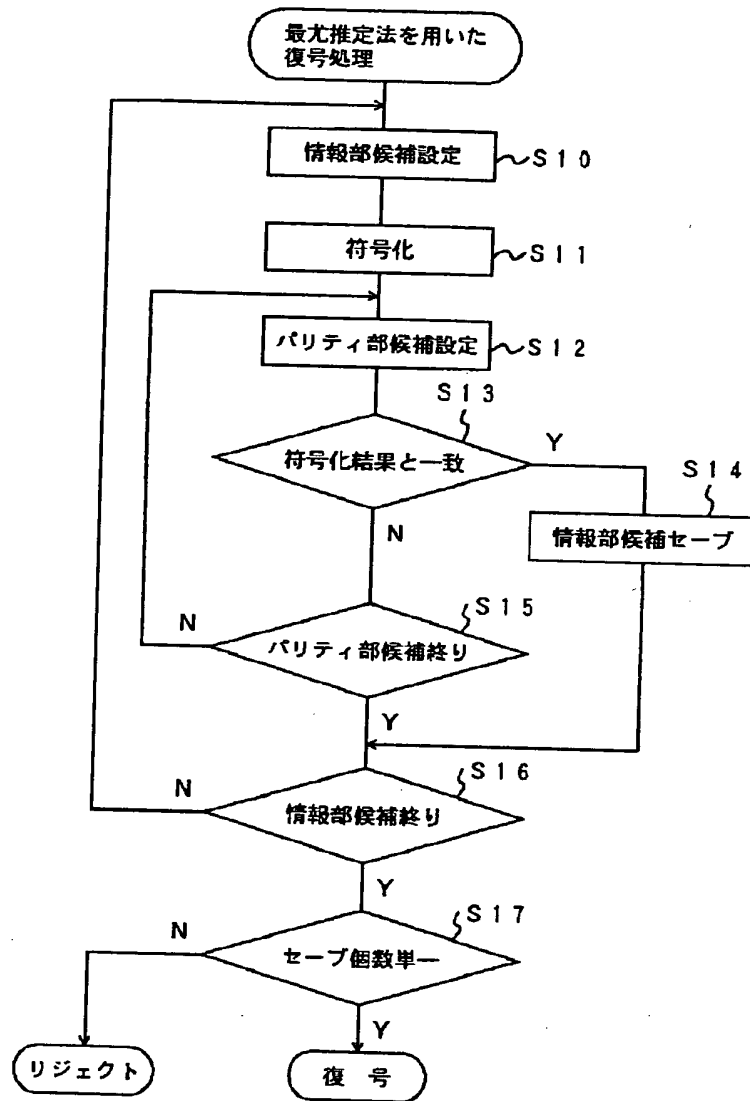 最尤推定法を用いた
復号処理
情報部候補設定
S10
符号化
S11
パリティ部候補設定
S12
S13
符号化結果と一致
Y
S14
情報部候補セーブ
N
S15
N
パリティ部候補終り
Y
S16
N
情報部候補終り
Y
S17
N
セーブ個数単一
Y
リジェクト
復 号